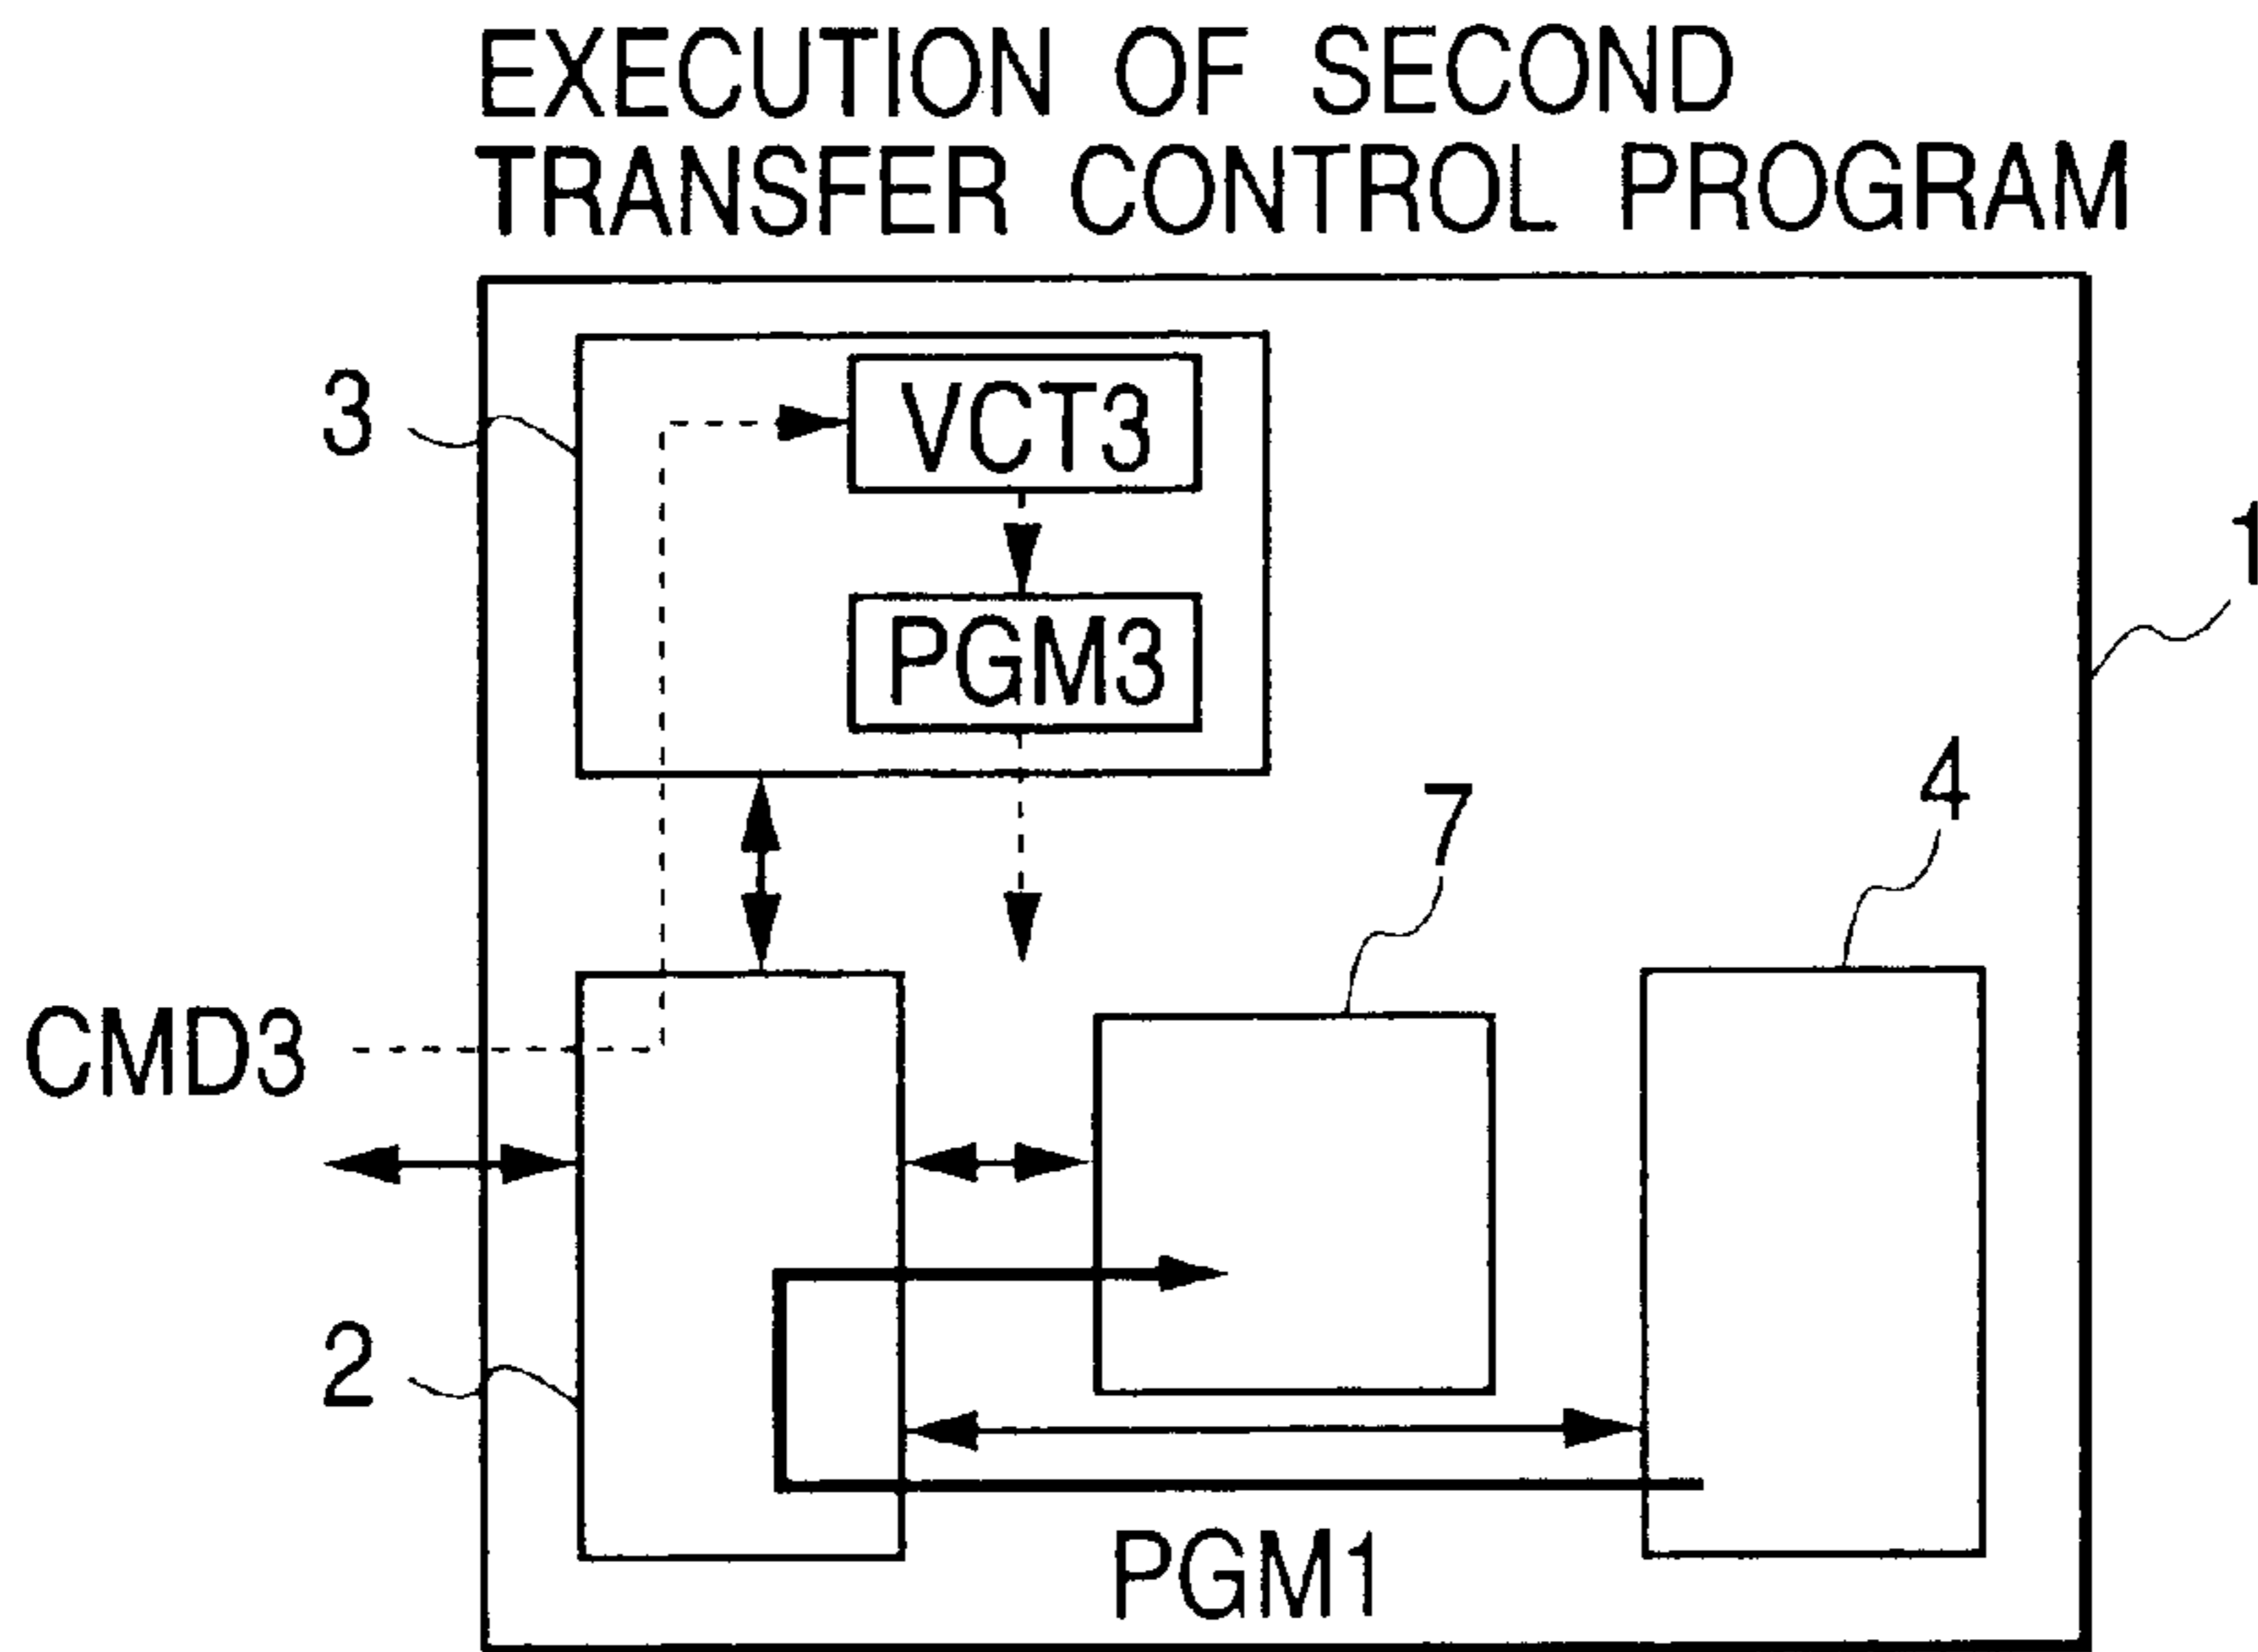 EXECUTION OF SECOND
TRANSFER CONTROL PROGRAM
3
VCT3
1
PGM3
7
4
CMD3
2
PGM1